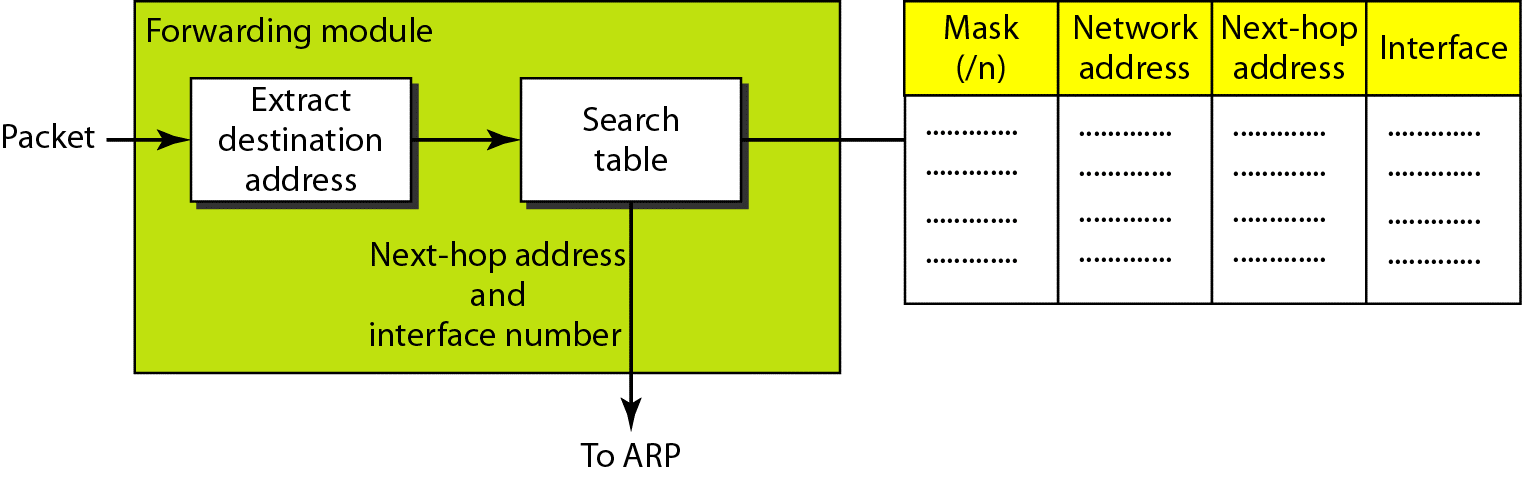 Forwarding module
Packet
Extract
destination
address
Search
table
Next-hop address
and
interface number
To ARP
Mask
(/n)
Network
address
Next-hop
address
Interface
............. ............. ............. .............
............. ............. ............. .............
............. ............. ............. .............
............. ............. ............. .............